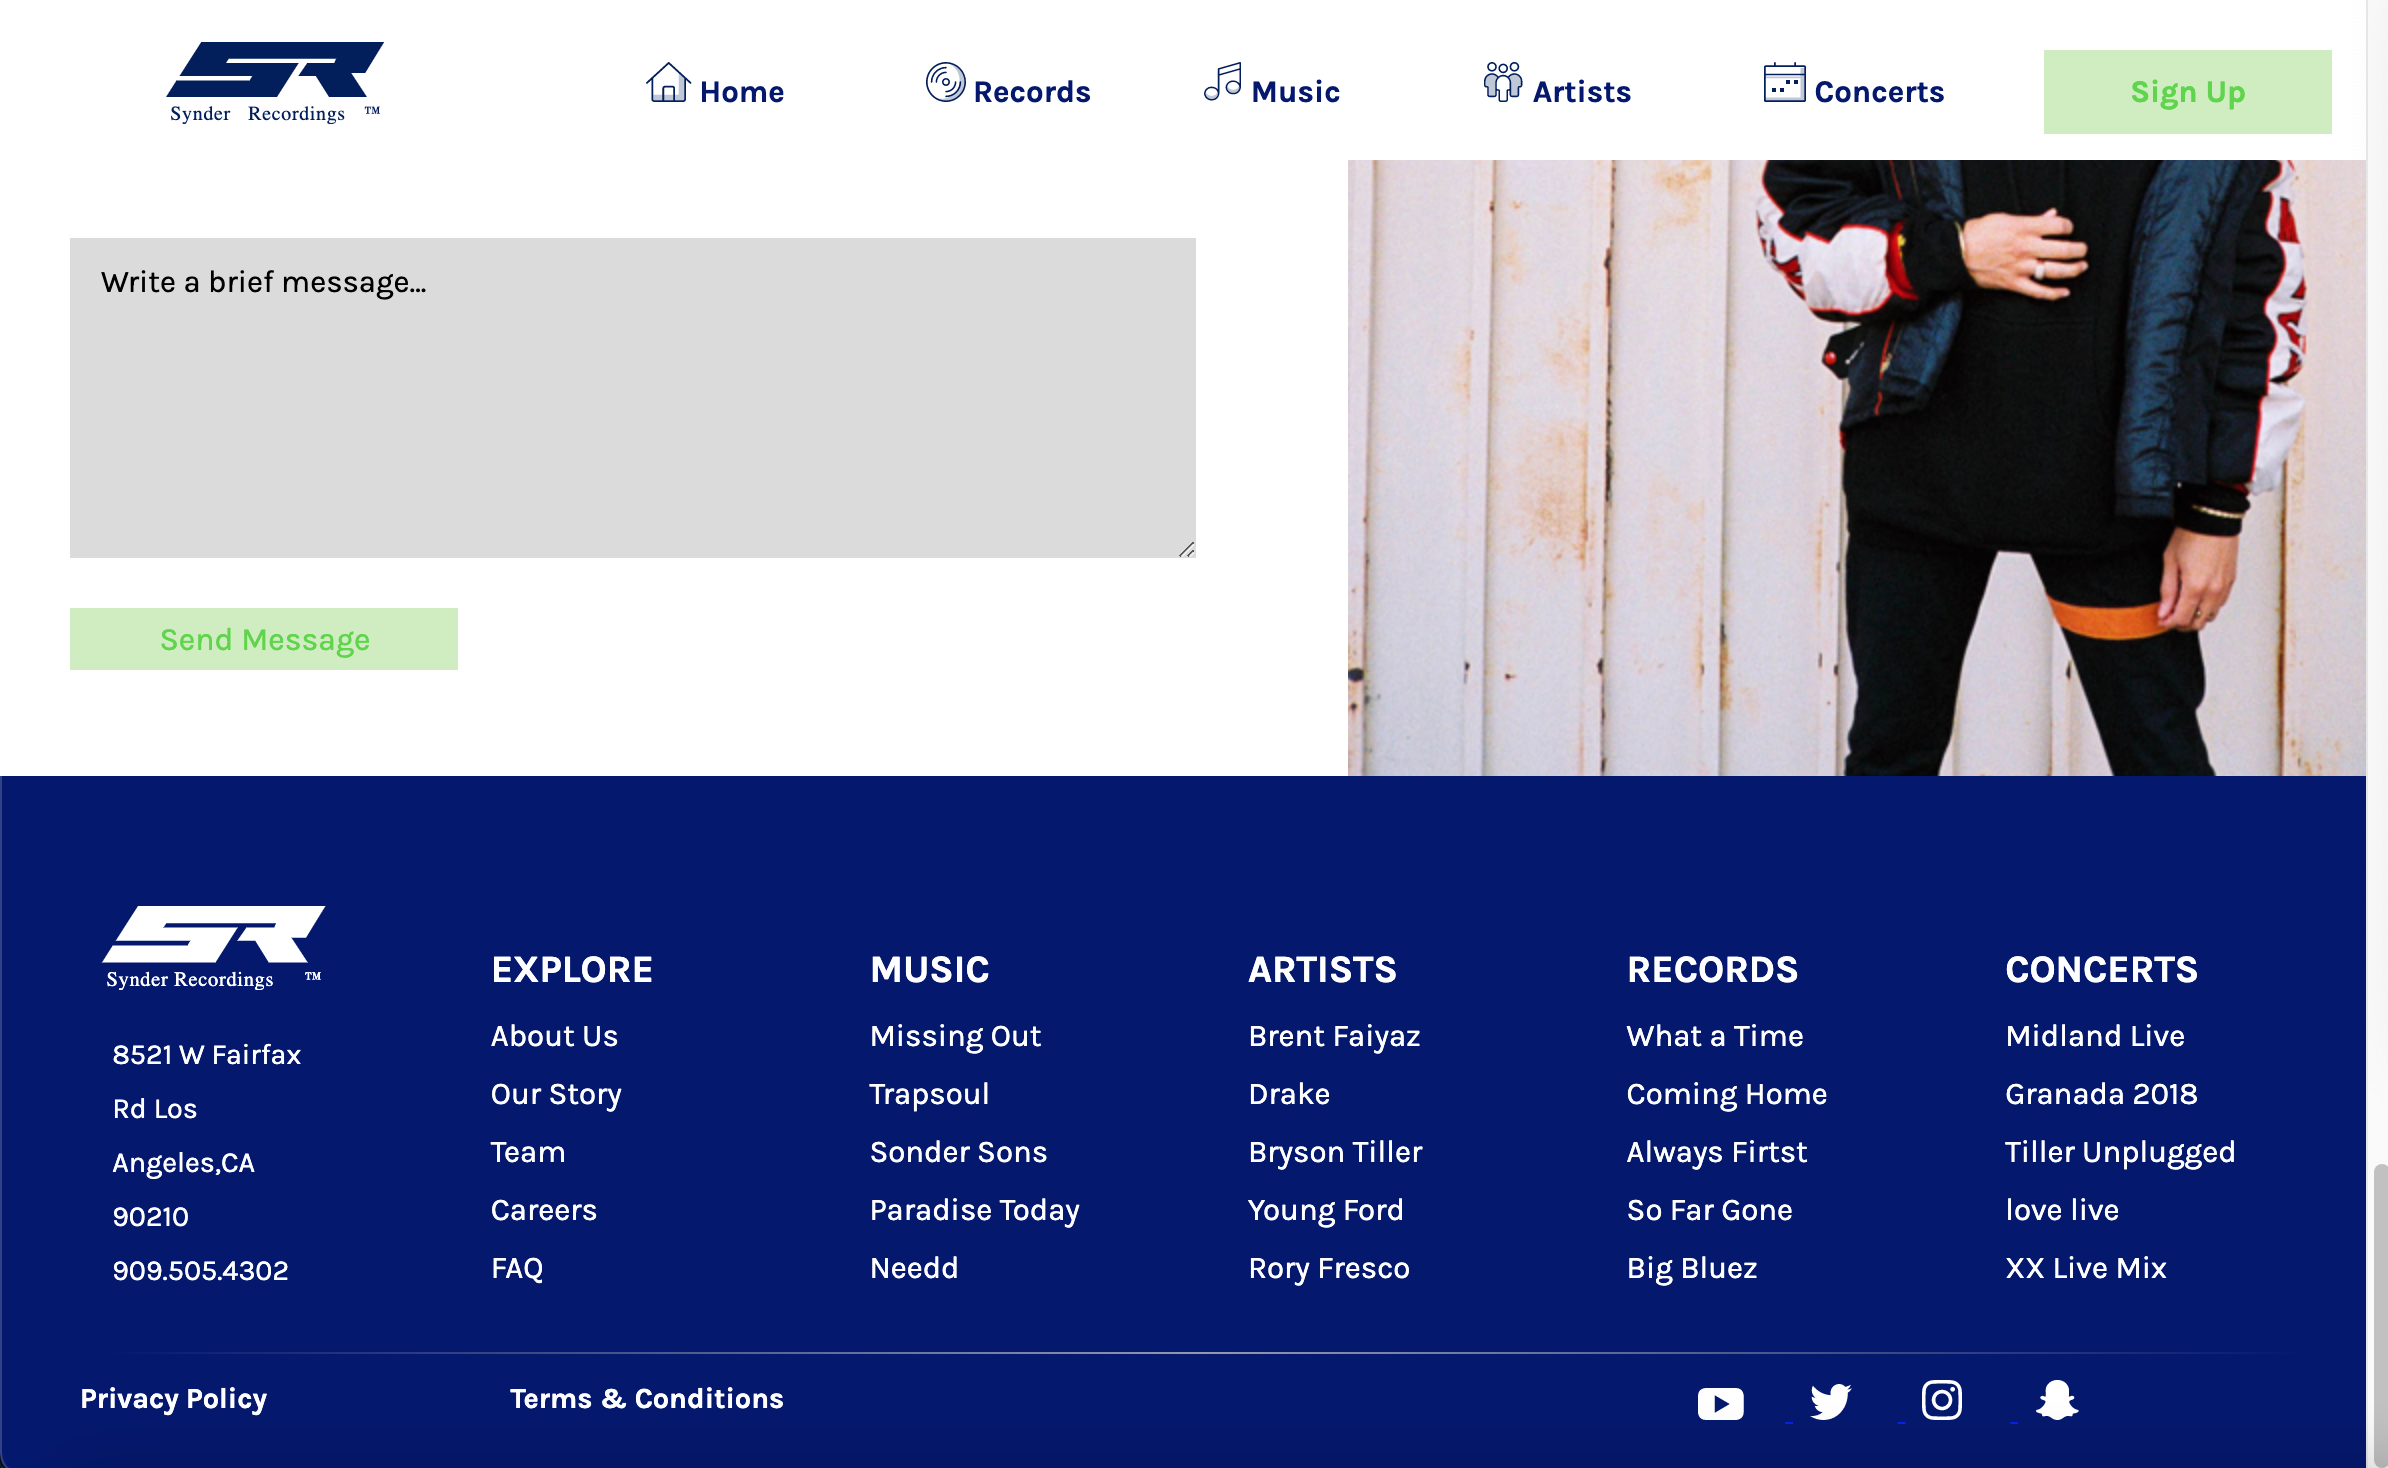 SR
Synder Recordings ™
Home
Records
Music
Artists
Concerts
Sign Up
Write a brief message...
Send Message
SR
Synder Recordings ™
8521 W Fairfax
Rd Los
Angeles,CA
90210
909.505.4302
EXPLORE
About Us
Our Story
Team
Careers
FAQ
MUSIC
Missing Out
Trapsoul
Sonder Sons
Paradise Today
Needd
ARTISTS
Brent Faiyaz
Drake
Bryson Tiller
Young Ford
Rory Fresco
RECORDS
What a Time
Coming Home
Always Firtst
So Far Gone
Big Bluez
CONCERTS
Midland Live
Granada 2018
Tiller Unplugged
love live
XX Live Mix
Privacy Policy
Terms & Conditions